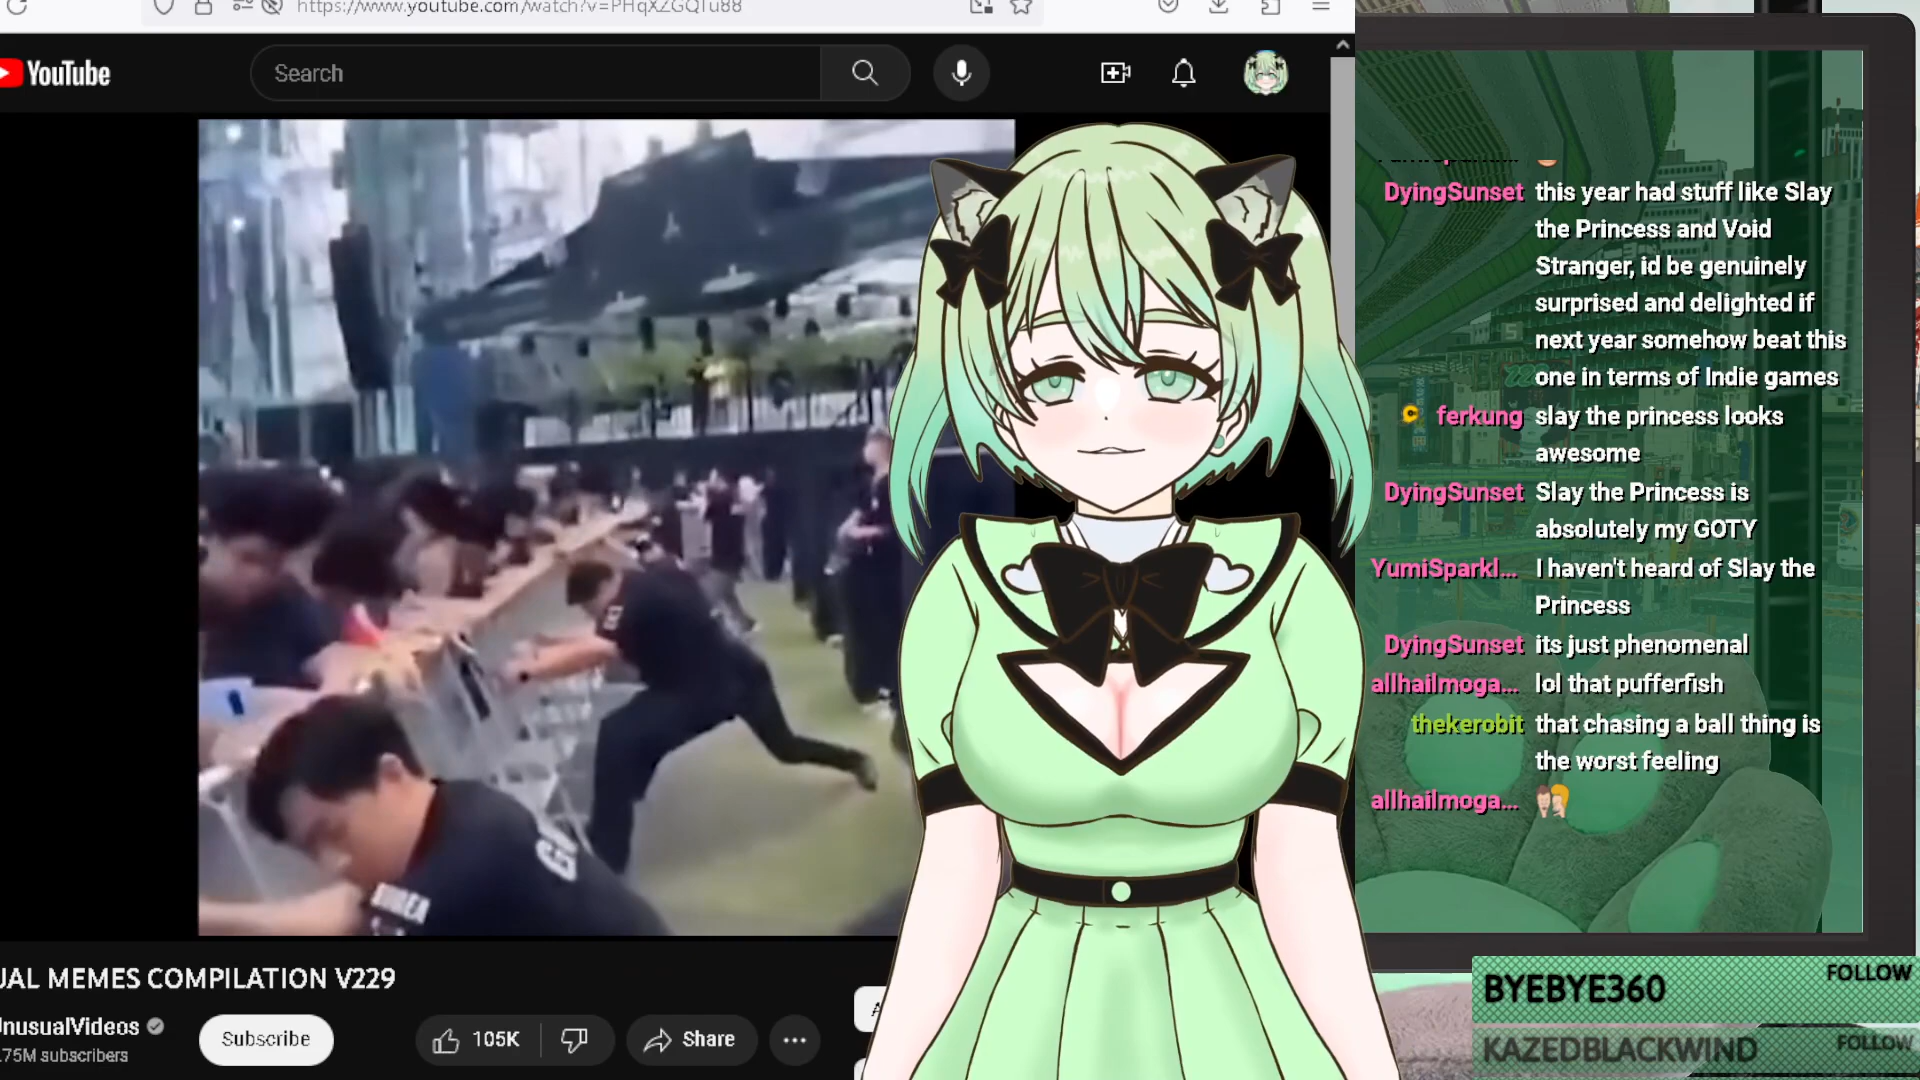 https://www.youtube.com/watch?v=PHqXZGQTu88
YouTube
Search
UAL MEMES COMPILATION V229
UnusualVideos
.75M subscribers
Subscribe
105K
Share
DyingSunset this year had stuff like Slay
the Princess and Void
Stranger, id be genuinely
surprised and delighted if
next year somehow beat this
one in terms of Indie games
ferkung slay the princess looks
awesome
DyingSunset Slay the Princess is
absolutely my GOTY
YumiSparkl... I haven't heard of Slay the
Princess
DyingSunset its just phenomenal
allhailmoga... lol that pufferfish
thekerobit that chasing a ball thing is
the worst feeling
allhailmoga...
BYEBYE360 FOLLOW
KAZEDBLACKWIND FOLLOW